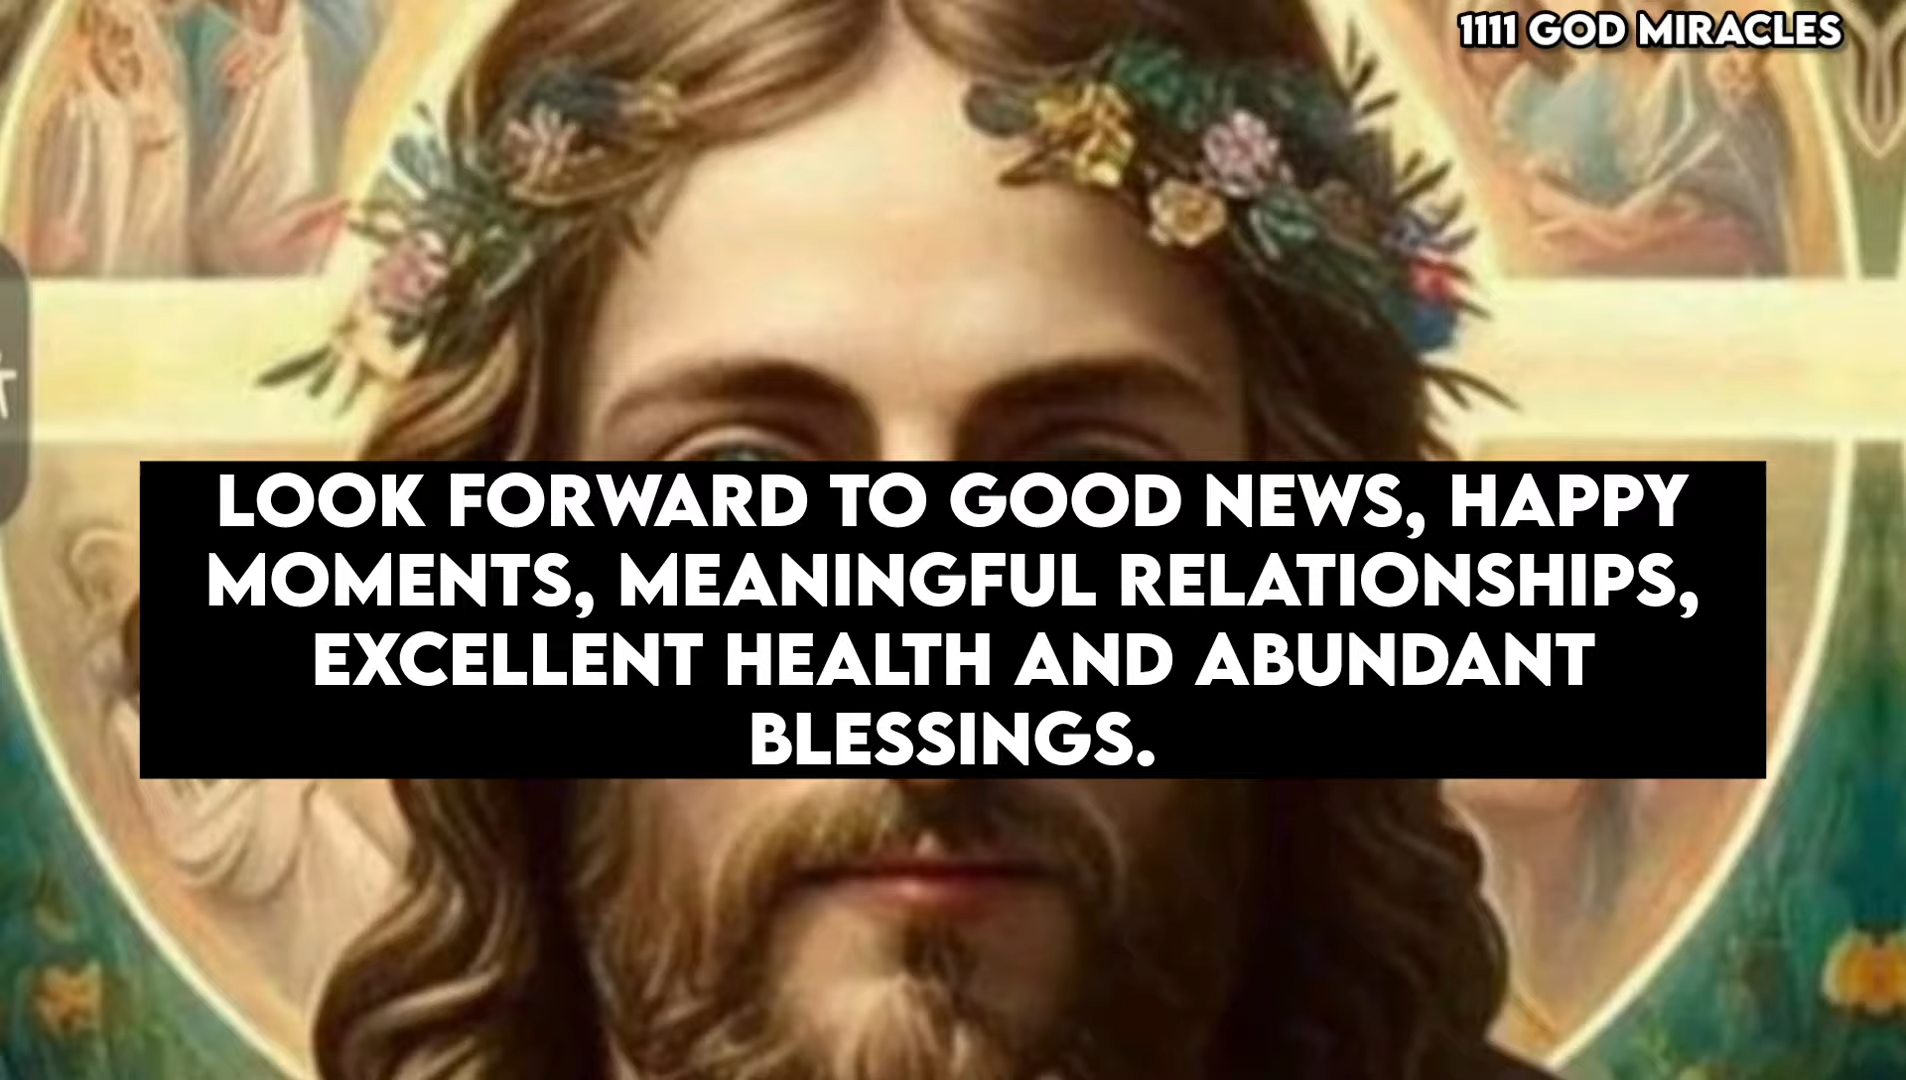 1111 GOD MIRACLES
LOOK FORWARD TO GOOD NEWS, HAPPY
MOMENTS, MEANINGFUL RELATIONSHIPS,
EXCELLENT HEALTH AND ABUNDANT
BLESSINGS.